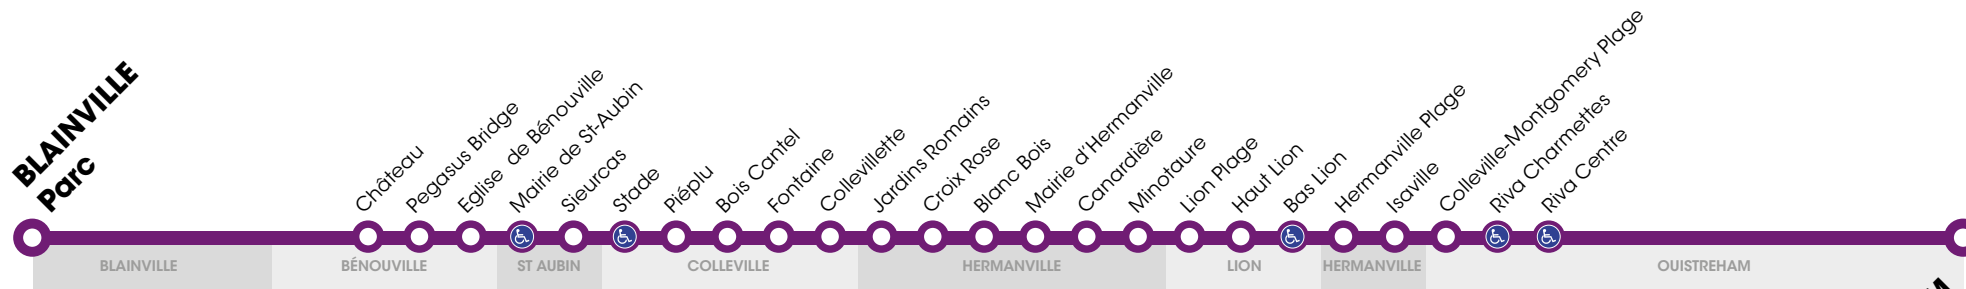 BLAINVILLE
Parc
Château
Pegasus Bridge
Eglise de Bénouville
Mairie de St-Aubin
Sieurcas
Stade
Piéplu
Bois Cantel
Fontaine
Collevillette
Jardins Romains
Croix Rose
Blanc Bois
Mairie d'Hermanville
Canardière
Minotaure
Lion Plage
Haut Lion
Bas Lion
Hermanville Plage
Isaville
Colleville-Montgomery Plage
Riva Charmettes
Riva Centre
BLAINVILLE
BÉNOUVILLE
ST AUBIN
COLLEVILLE
HERMANVILLE
LION
HERMANVILLE
OUISTREHAM